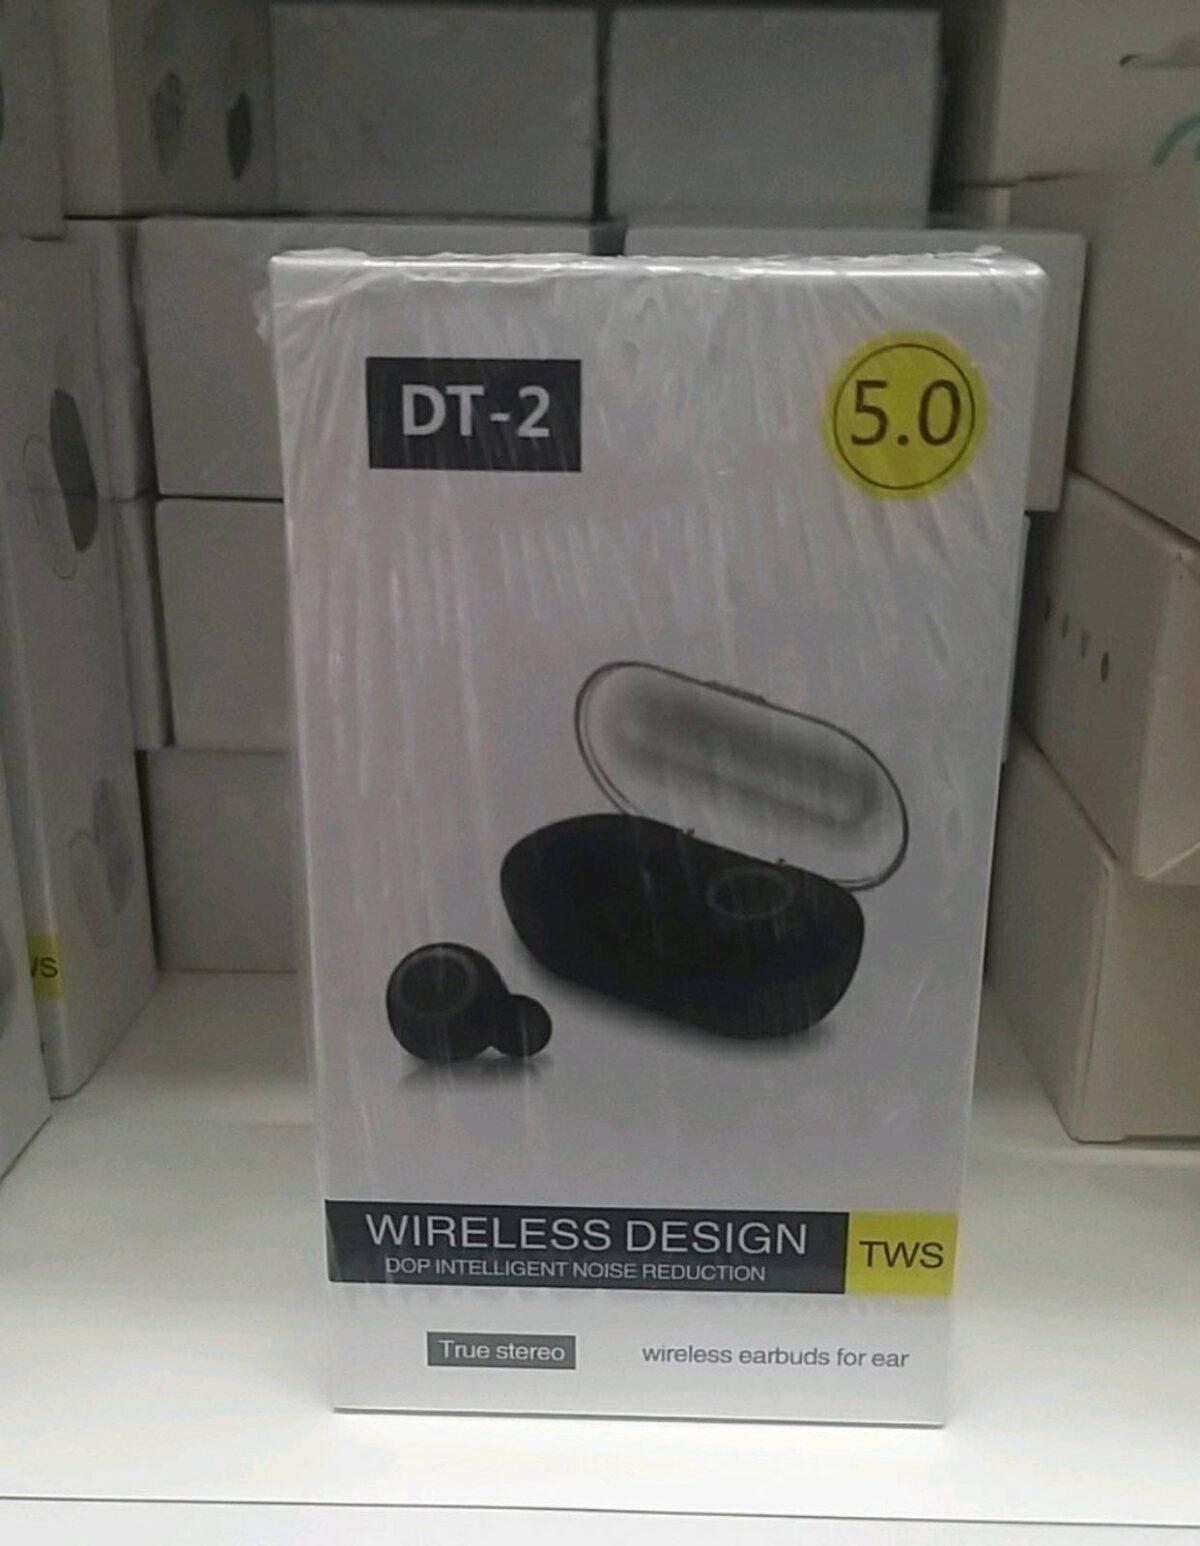 DT-2
5.0
WIRELESS DESIGN
DOP INTELLIGENT NOISE REDUCTION
TWS
True stereo
wireless earbuds for ear